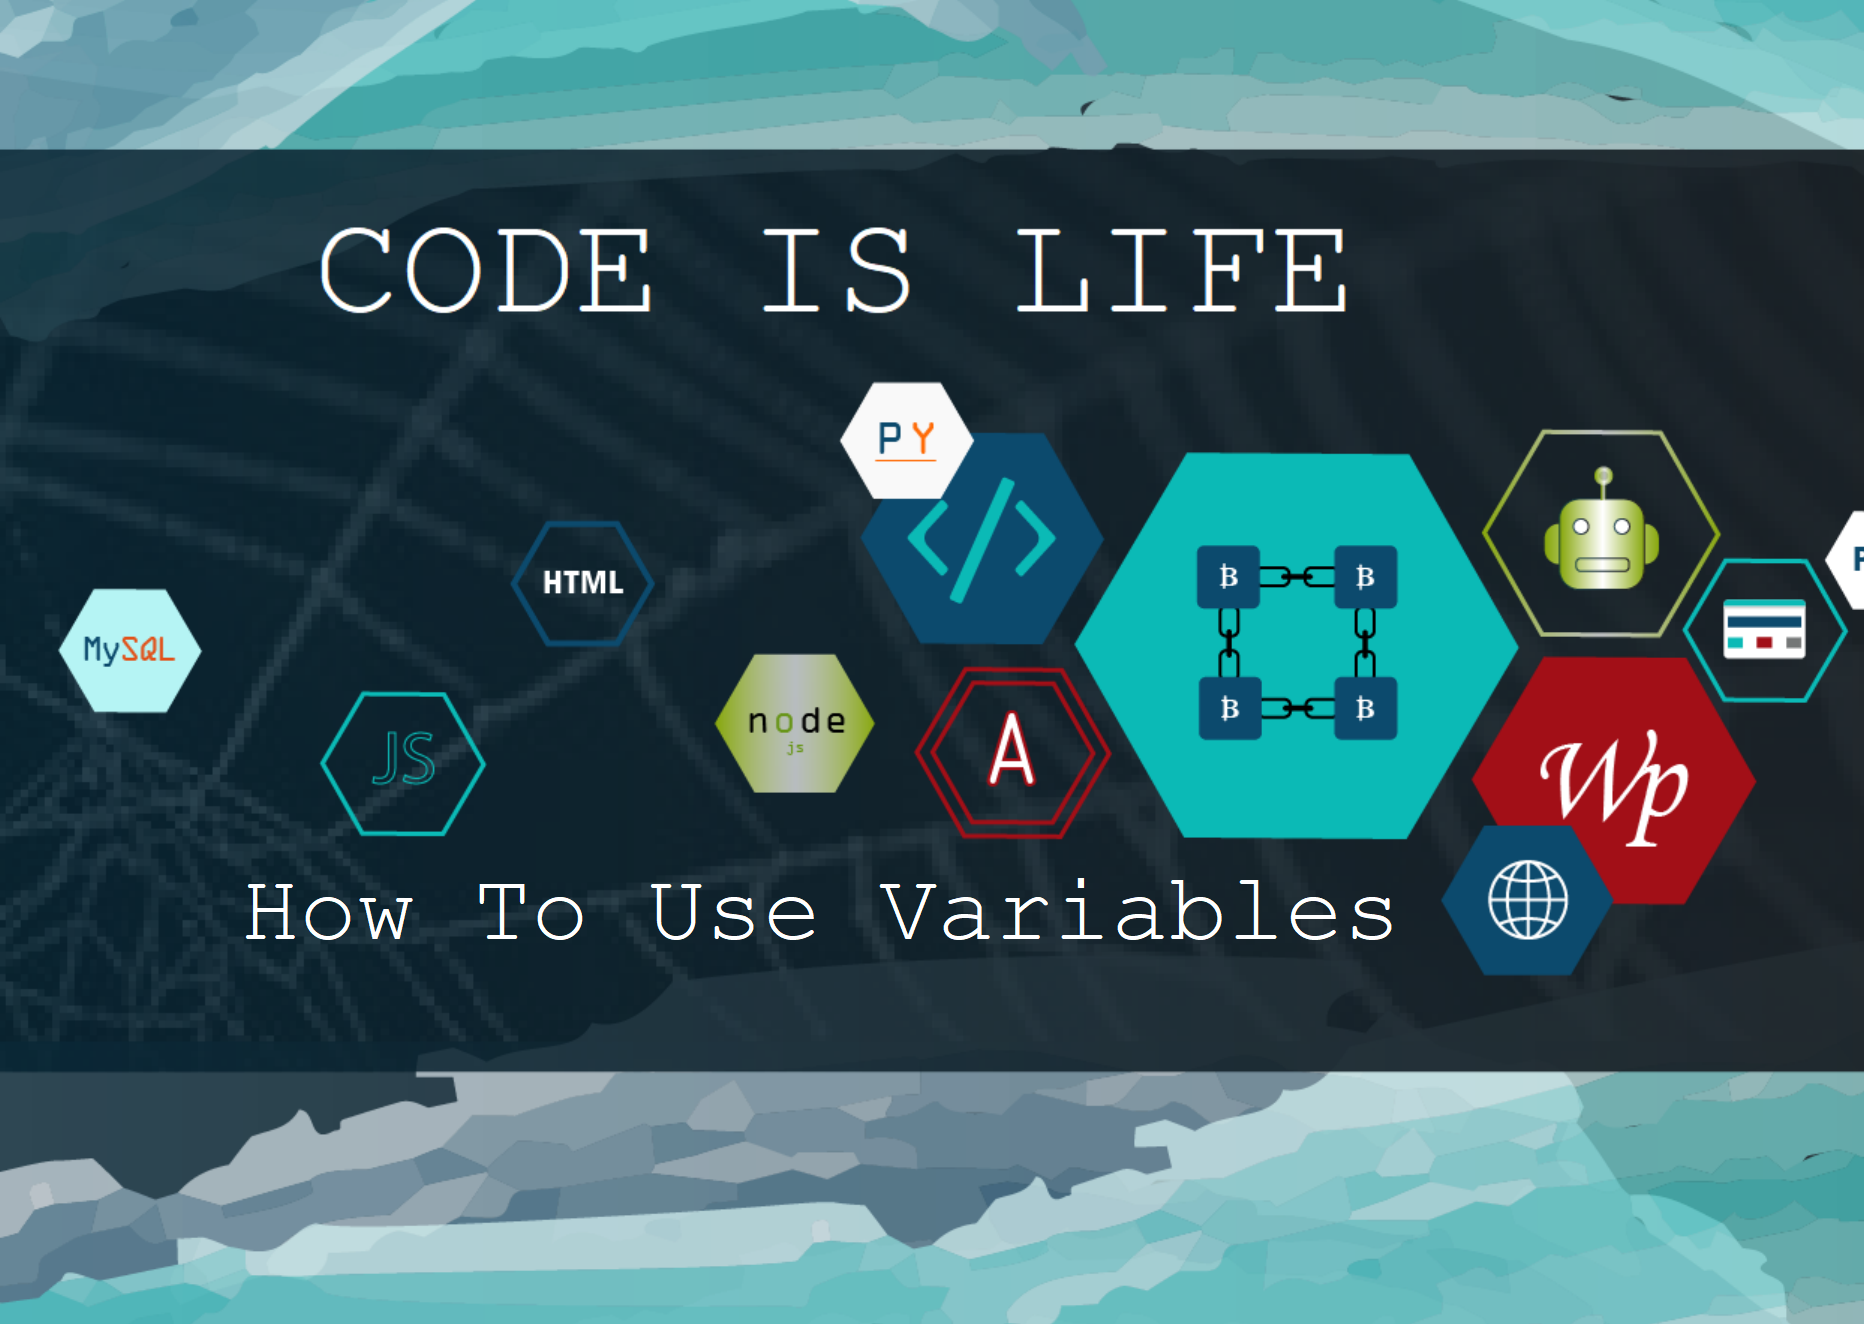 CODE IS LIFE
PY
HTML
MySQL
node
js
JS
A
B B
B B
Wp
How To Use Variables